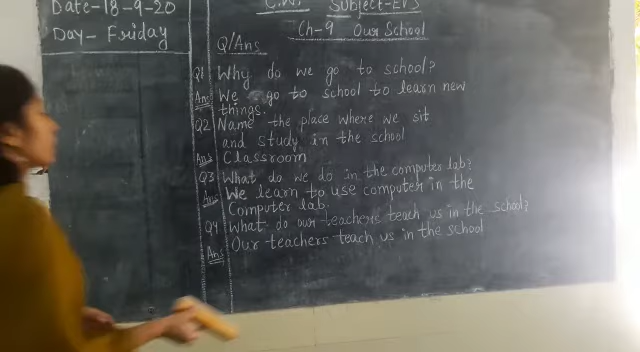 Date-18-9-20
Day- Friday
C.W. Subject-EVS
Ch-9 Our School
Q/Ans
Q1 Why do we go to school?
Ans We go to school to learn new
things.
Q2 Name the place where we sit
and study in the school
Ans Classroom
Q3 What do we do in the computer lab?
Ans We learn to use computer in the
Computer lab.
Q4 What do our teachers teach us in the school?
Ans Our teachers teach us in the school